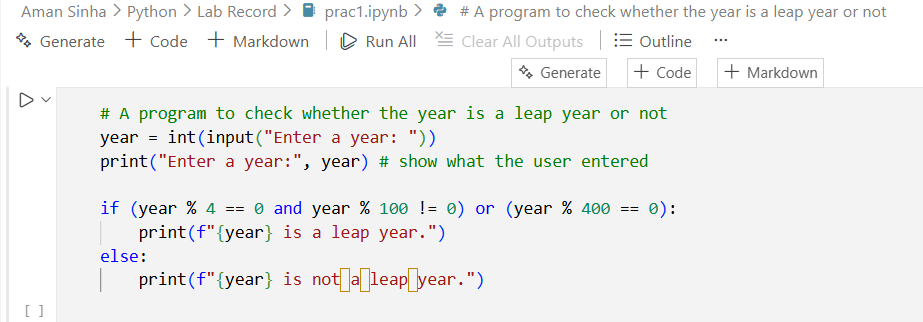 Aman Sinha > Python > Lab Record > prac1.ipynb > # A program to check whether the year is a leap year or not
Generate + Code + Markdown | Run All Clear All Outputs | Outline ...
Generate + Code + Markdown
# A program to check whether the year is a leap year or not
year = int(input("Enter a year: "))
print("Enter a year:", year) # show what the user entered
if (year % 4 == 0 and year % 100 != 0) or (year % 400 == 0):
    print(f"{year} is a leap year.")
else:
    print(f"{year} is not a leap year.")
[ ]